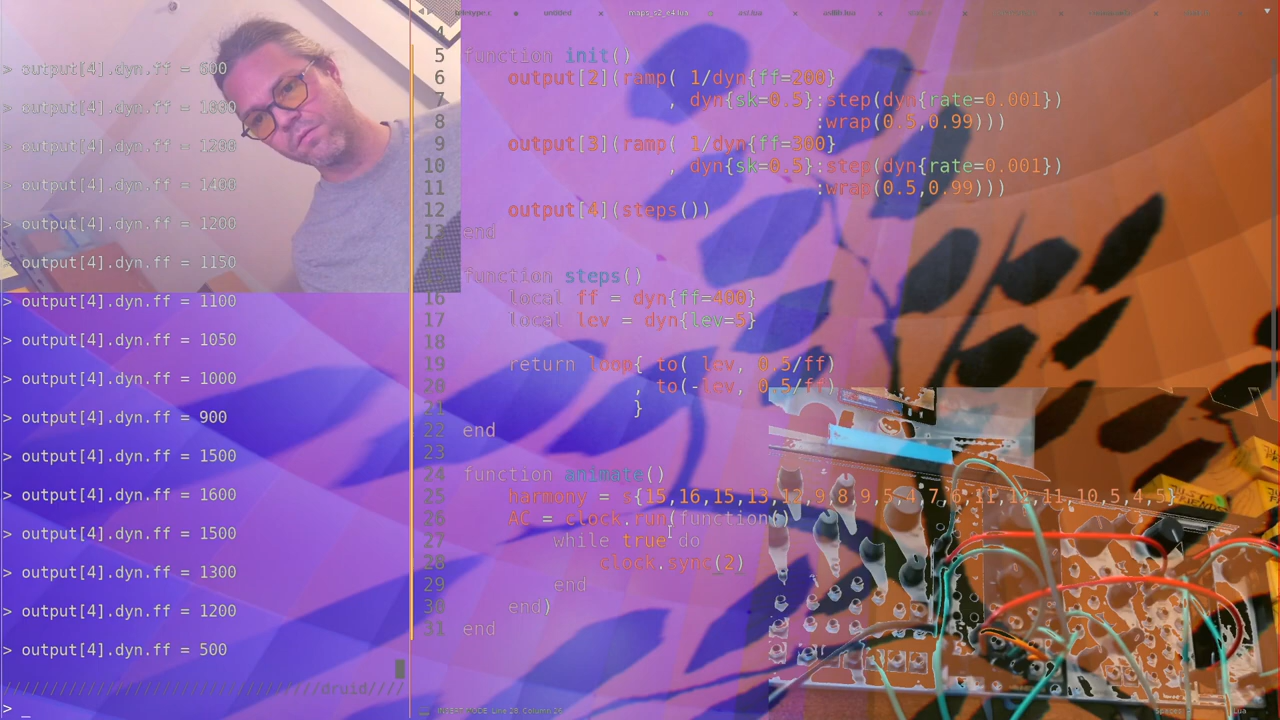 > output[4].dyn.ff = 600
> output[4].dyn.ff = 1000
> output[4].dyn.ff = 1200
> output[4].dyn.ff = 1400
> output[4].dyn.ff = 1200
> output[4].dyn.ff = 1150
> output[4].dyn.ff = 1100
> output[4].dyn.ff = 1050
> output[4].dyn.ff = 1000
> output[4].dyn.ff = 900
> output[4].dyn.ff = 1500
> output[4].dyn.ff = 1600
> output[4].dyn.ff = 1500
> output[4].dyn.ff = 1300
> output[4].dyn.ff = 1200
> output[4].dyn.ff = 500
///////////////////////////////////druid////
> _
untitled
4
5 function init()
6 output[2](ramp( 1/dyn{ff=200}
7 , dyn{sk=0.5}:step(dyn{rate=0.001})
8 :wrap(0.5,0.99)))
9 output[3](ramp( 1/dyn{ff=300}
10 , dyn{sk=0.5}:step(dyn{rate=0.001})
11 :wrap(0.5,0.99)))
12 output[4](steps())
13 end
function steps()
16 local ff = dyn{ff=400}
17 local lev = dyn{lev=5}
18
19 return loop{ to( lev, 0.5/ff)
20 , to(-lev, 0.5/ff)
21 }
22 end
23
24 function animate()
25 harmony = s{15,16,15,13,12,9,8,9,5,4,7,6,11,12,11,10,5,4,5}
26 AC = clock.run(function()
27 while true do
28 clock.sync(2)
29 end
30 end)
31 end
INSERT MODE, Line 28, Column 26
Spaces
Lua